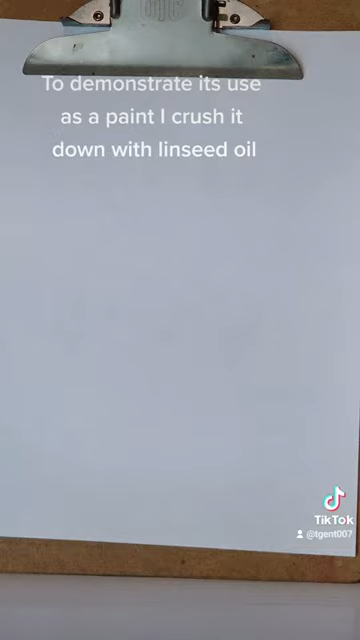 To demonstrate its use
as a paint I crush it
down with linseed oil
TikTok
@tgent007